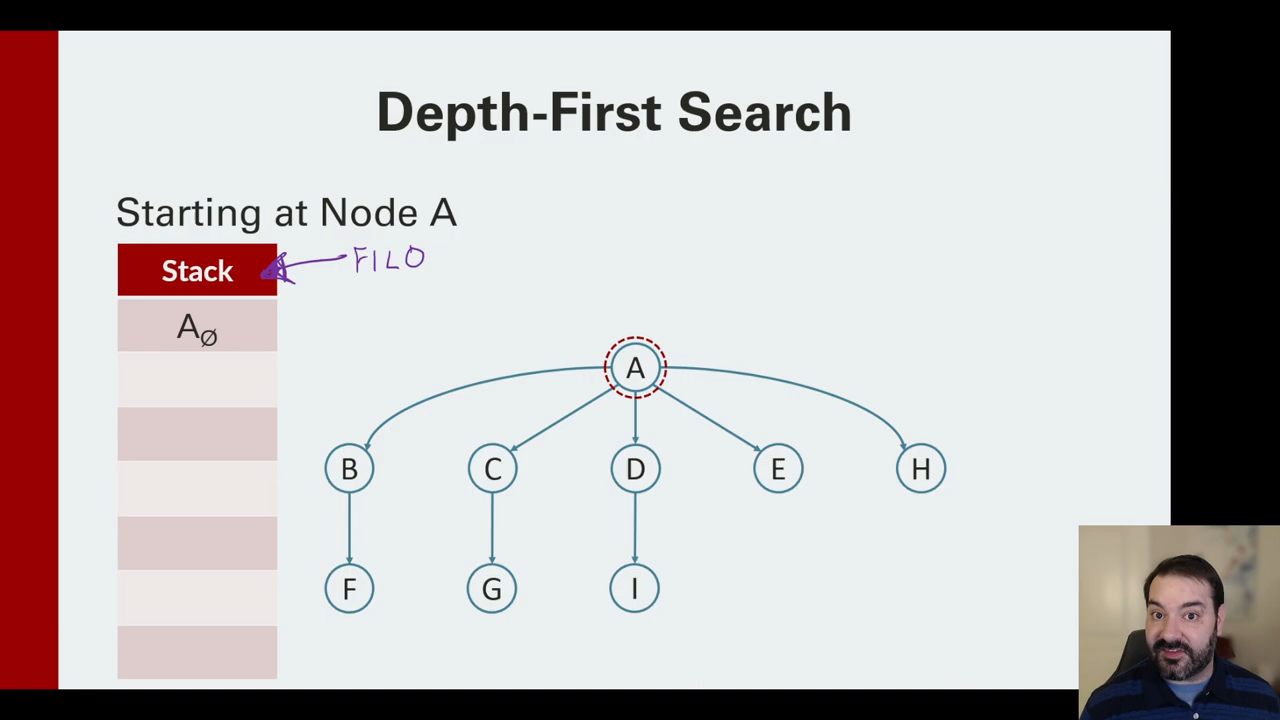 Depth-First Search
Starting at Node A
Stack
FILO
A∅
A
B C D E H
F G I